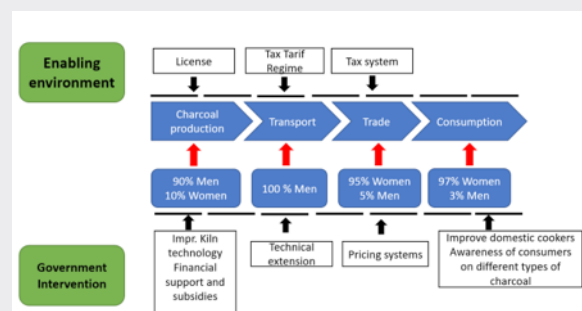 Enabling
environment
License
Tax Tarif
Regime
Tax system
Charcoal
production
Transport
Trade
Consumption
90% Men
10% Women
100 % Men
95% Women
5% Men
97% Women
3% Men
Government
Intervention
Impr. Kiln
technology
Financial
support and
subsidies
Technical
extension
Pricing systems
Improve domestic cookers
Awareness of consumers
on different types of
charcoal